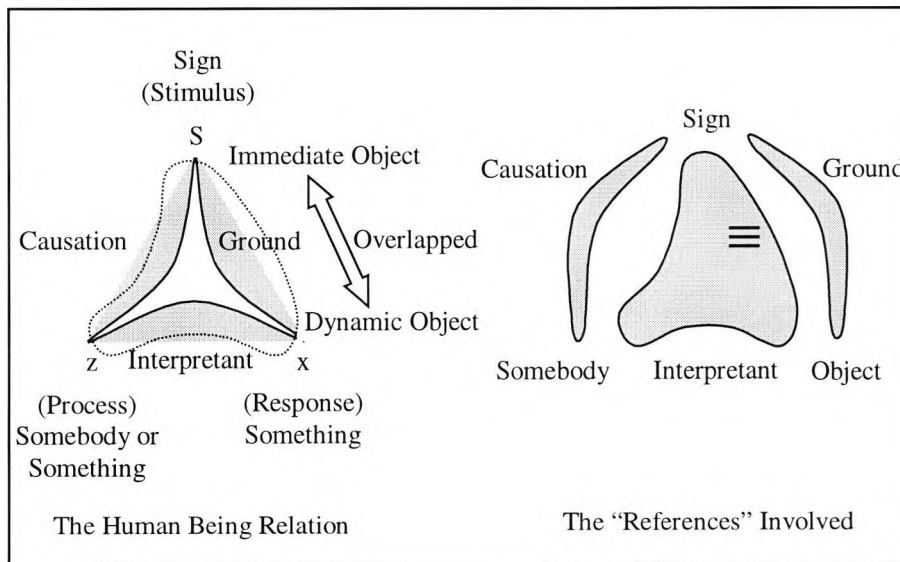 Sign
(Stimulus)
S
Immediate Object
Causation
Ground
Overlapped
Dynamic Object
z
Interpretant
x
(Process)
Somebody or
Something
(Response)
Something
The Human Being Relation
Sign
Causation
Ground
Somebody
Interpretant
Object
The “References” Involved